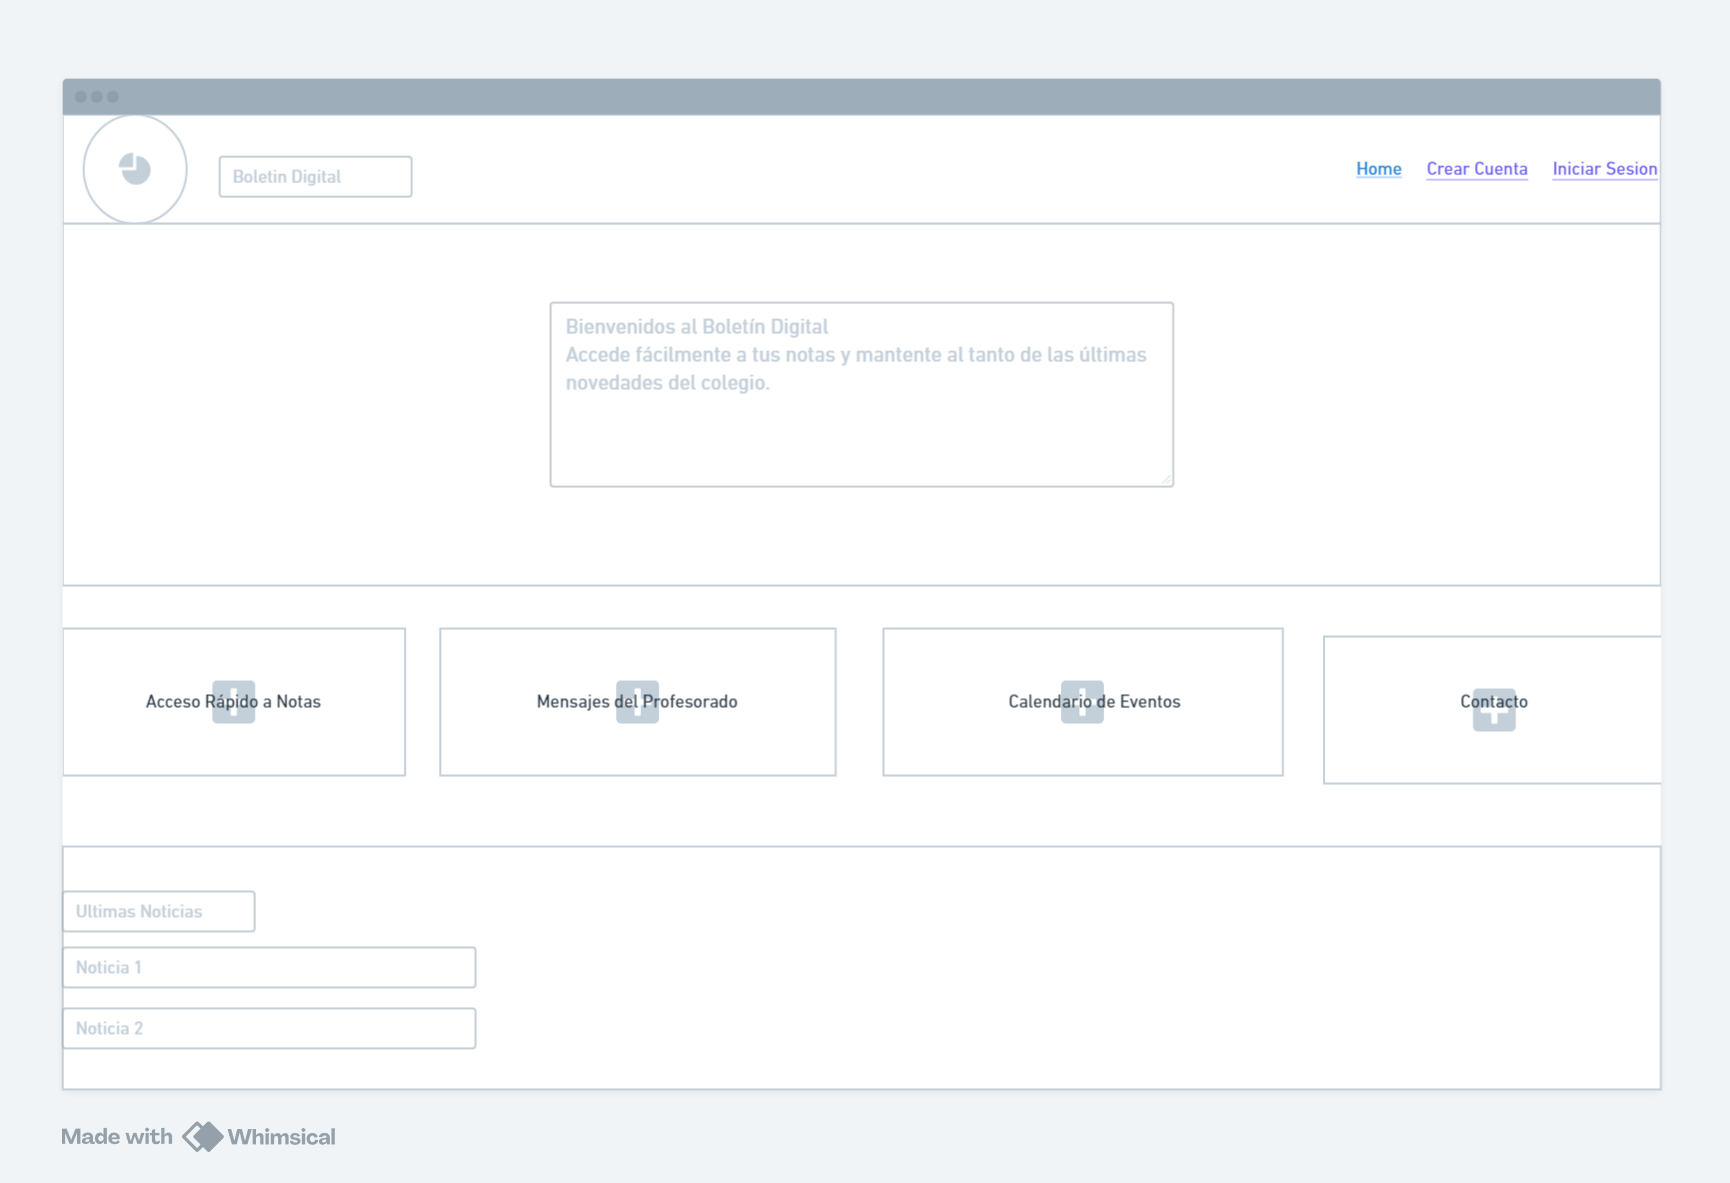 Boletin Digital
Home
Crear Cuenta
Iniciar Sesion
Bienvenidos al Boletín Digital
Accede fácilmente a tus notas y mantente al tanto de las últimas
novedades del colegio.
Acceso Rápido a Notas
Mensajes del Profesorado
Calendario de Eventos
Contacto
Ultimas Noticias
Noticia 1
Noticia 2
Made with Whimsical